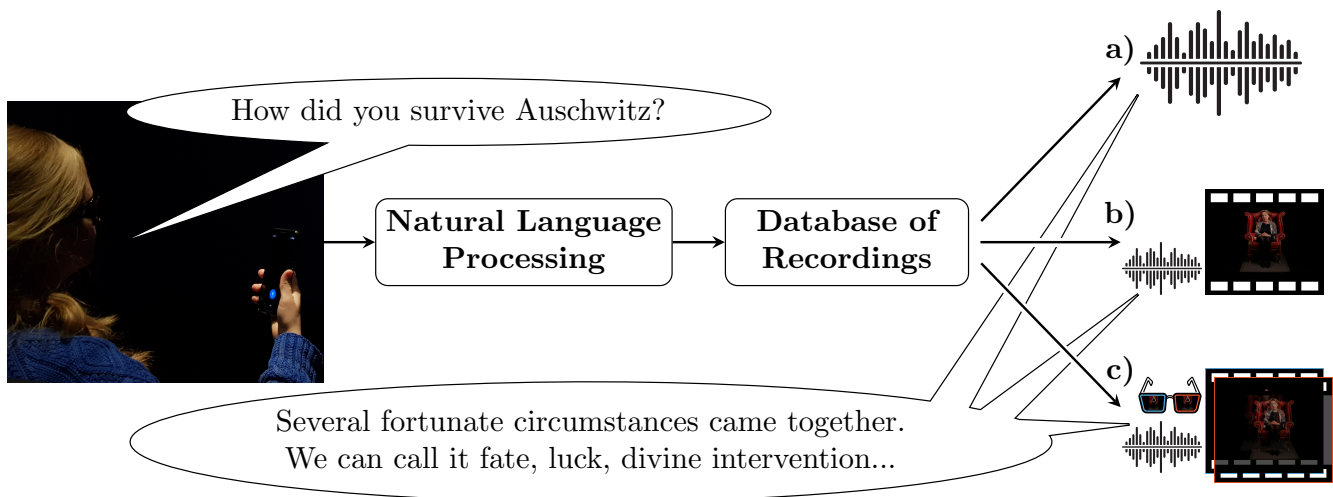 How did you survive Auschwitz?
Natural Language
Processing
Database of
Recordings
a)
b)
c)
Several fortunate circumstances came together.
We can call it fate, luck, divine intervention...